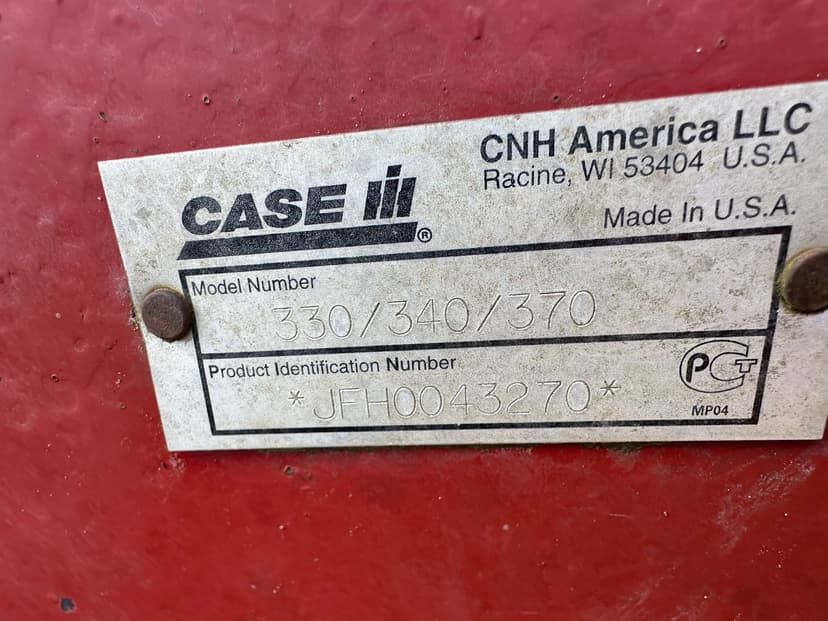 CNH America LLC
Racine, WI 53404 U.S.A.
CASE IH®
Made In U.S.A.
Model Number
330/340/370
Product Identification Number
*JFH0043270*
РСТ
MP04